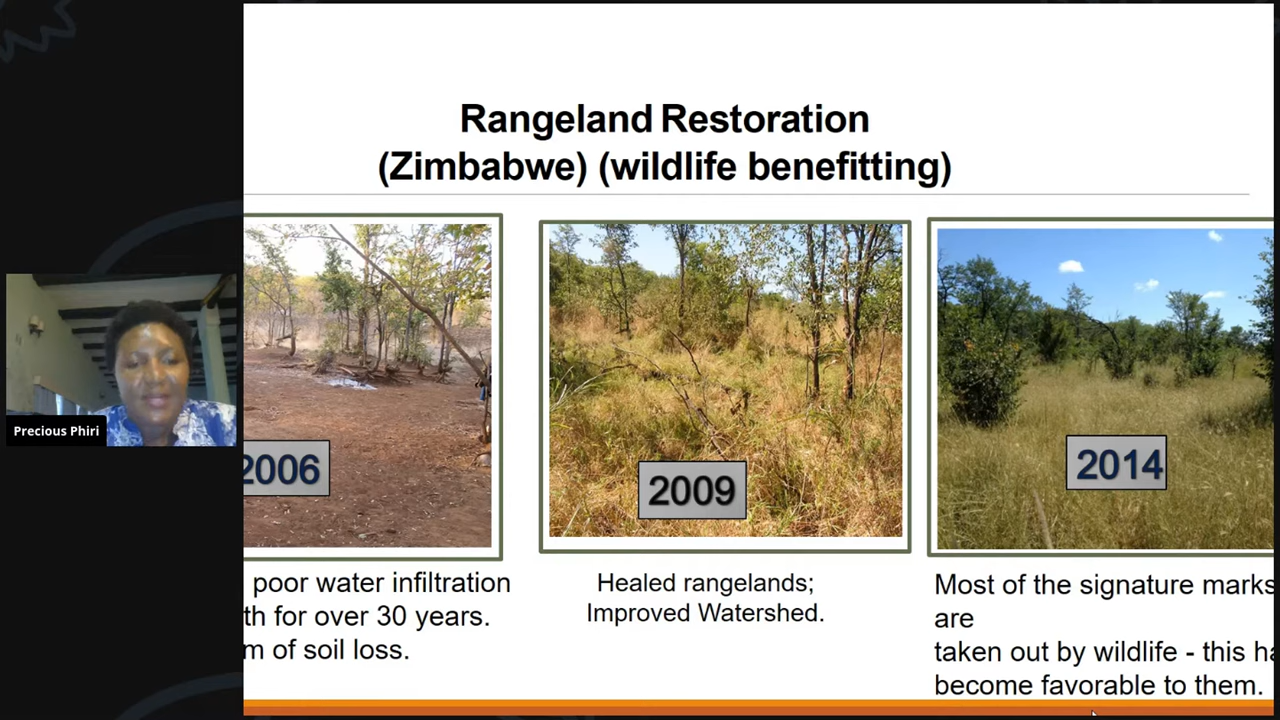 Rangeland Restoration
(Zimbabwe) (wildlife benefitting)
2006
2009
2014
poor water infiltration
th for over 30 years.
m of soil loss.
Healed rangelands;
Improved Watershed.
Most of the signature marks
are
taken out by wildlife - this ha
become favorable to them.
Precious Phiri